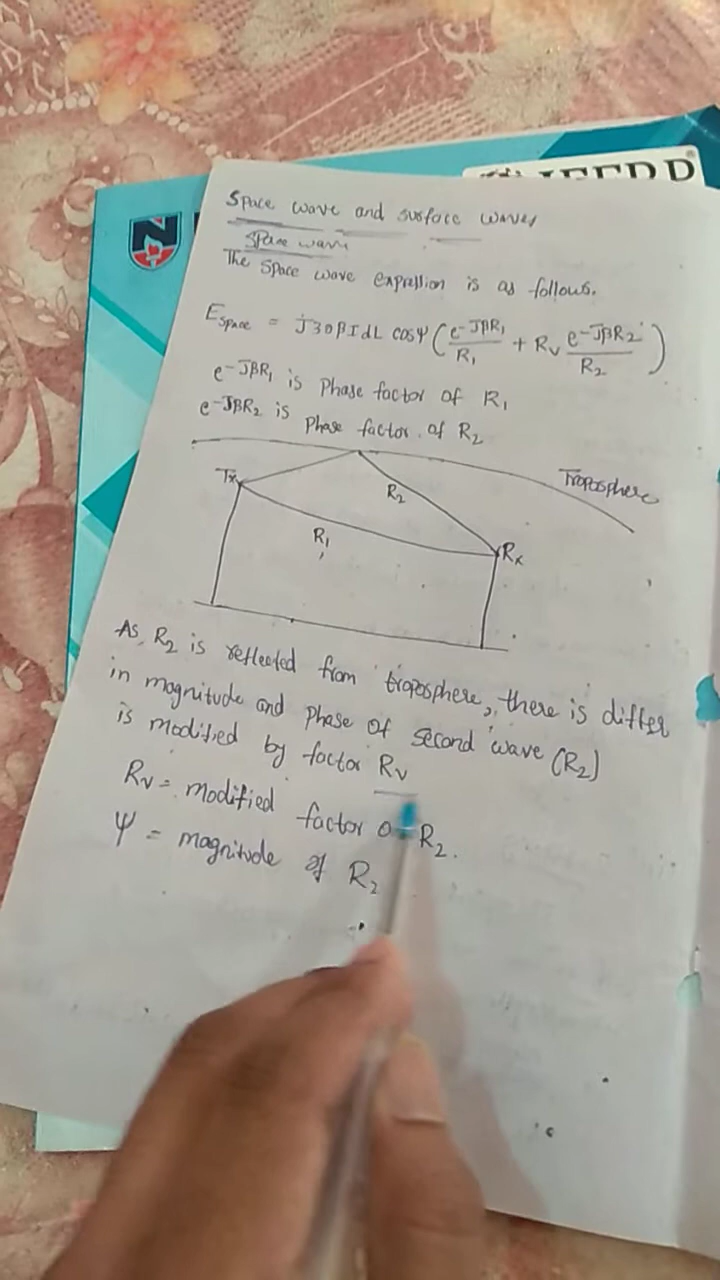 IEFRP
N
Space wave and surface waves
Space wave
The Space wave expression is as follows.
E_Space = j30βIdL cosψ(e^-JβR₁/R₁ + Rᵥ e^-JβR₂/R₂)
e^-JβR₁ is Phase factor of R₁
e^-JβR₂ is Phase factor of R₂
Troposphere
Tx
R₂
R₁
Rx
As R₂ is reflected from troposphere, there is differ
in magnitude and Phase of second wave (R₂)
is modified by factor Rᵥ
Rᵥ = modified factor R₂.
ψ = magnitude of R₂